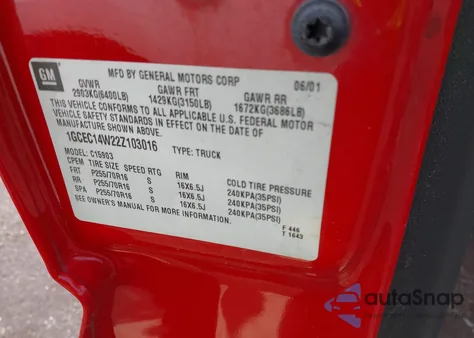 GM
MFD BY GENERAL MOTORS CORP 06/01
GVWR GAWR FRT GAWR RR
2903KG(6400LB) 1429KG(3150LB) 1672KG(3686LB)
THIS VEHICLE CONFORMS TO ALL APPLICABLE U.S. FEDERAL MOTOR
VEHICLE SAFETY STANDARDS IN EFFECT ON THE DATE OF
MANUFACTURE SHOWN ABOVE.
1GCEC14W22Z103016 TYPE: TRUCK
MODEL: C15903
CPEM TIRE SIZE SPEED RTG RIM COLD TIRE PRESSURE
FRT P255/70R16 S 16X6.5J 240KPA(35PSI)
RR P255/70R16 S 16X6.5J 240KPA(35PSI)
SPA P255/70R16 S 16X6.5J 240KPA(35PSI)
SEE OWNER'S MANUAL FOR MORE INFORMATION.
F 446
T 1643
autoSnap